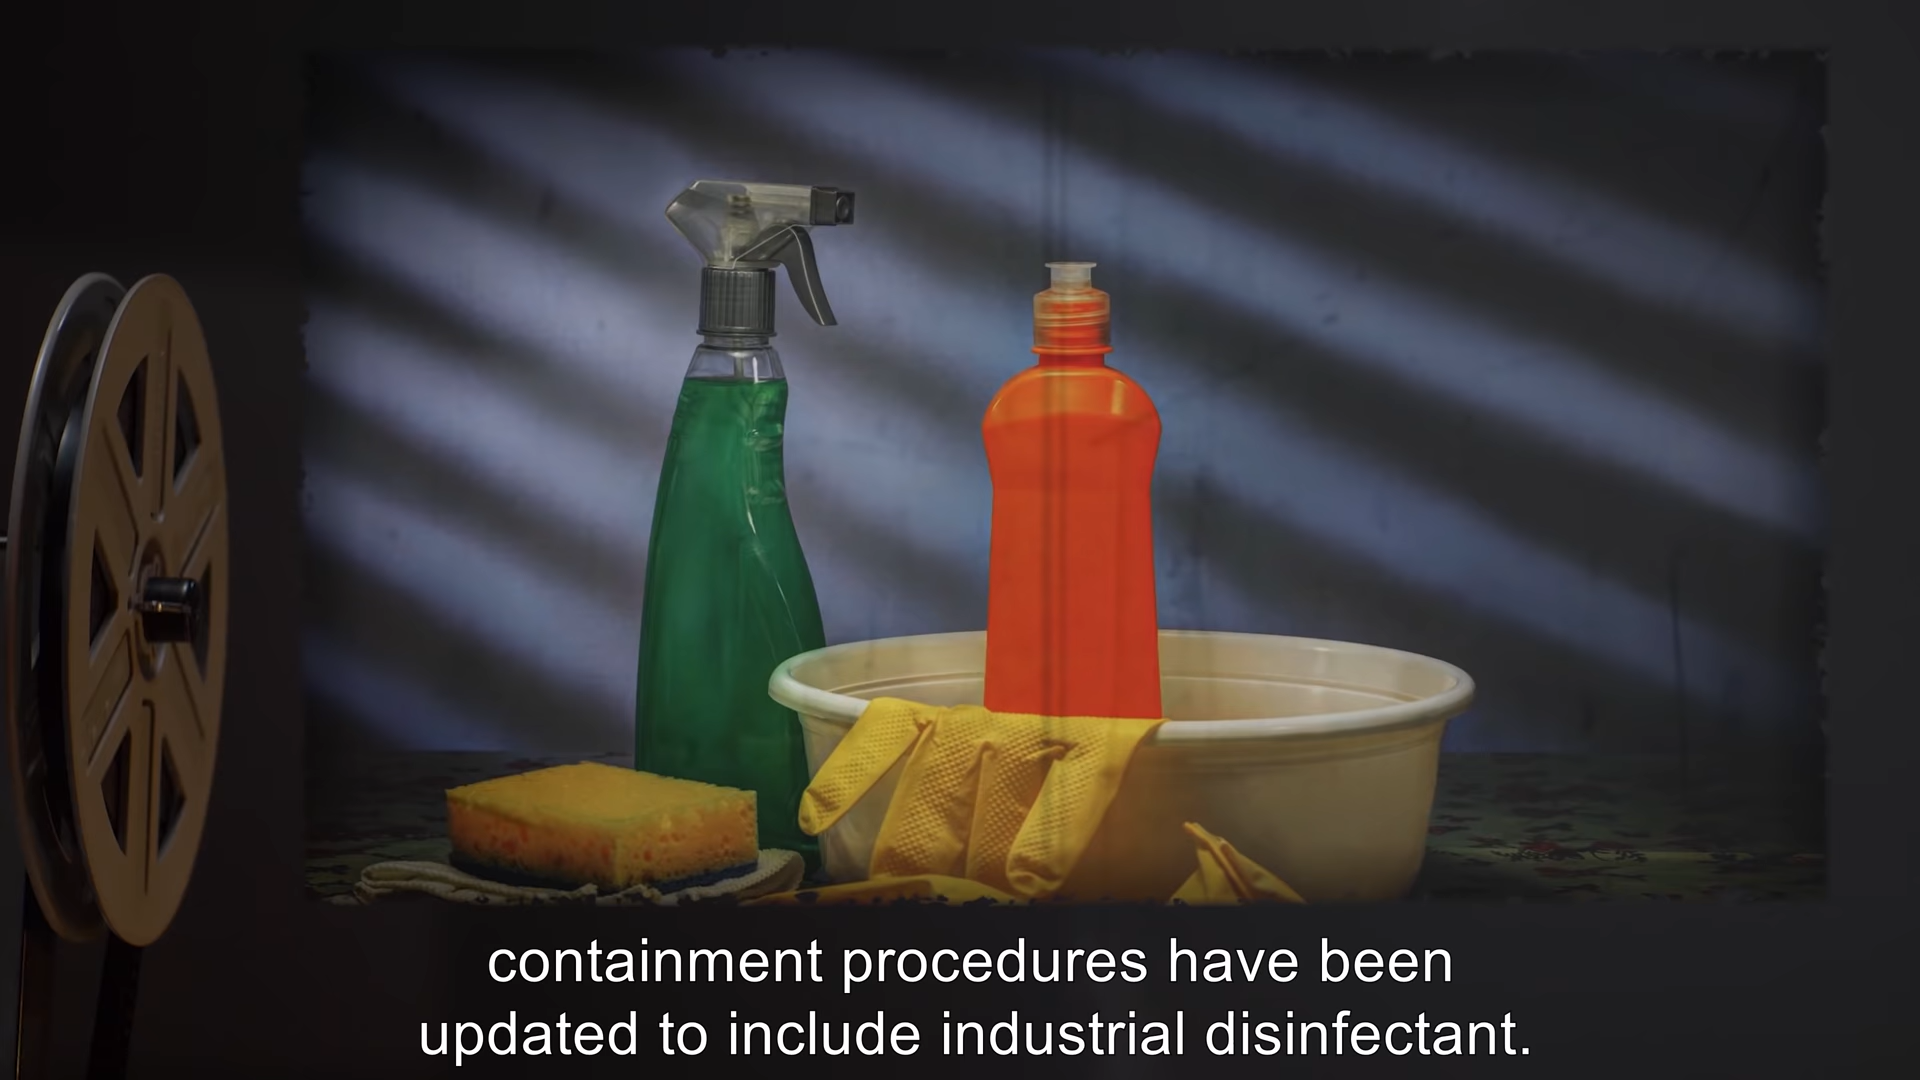 containment procedures have been
updated to include industrial disinfectant.